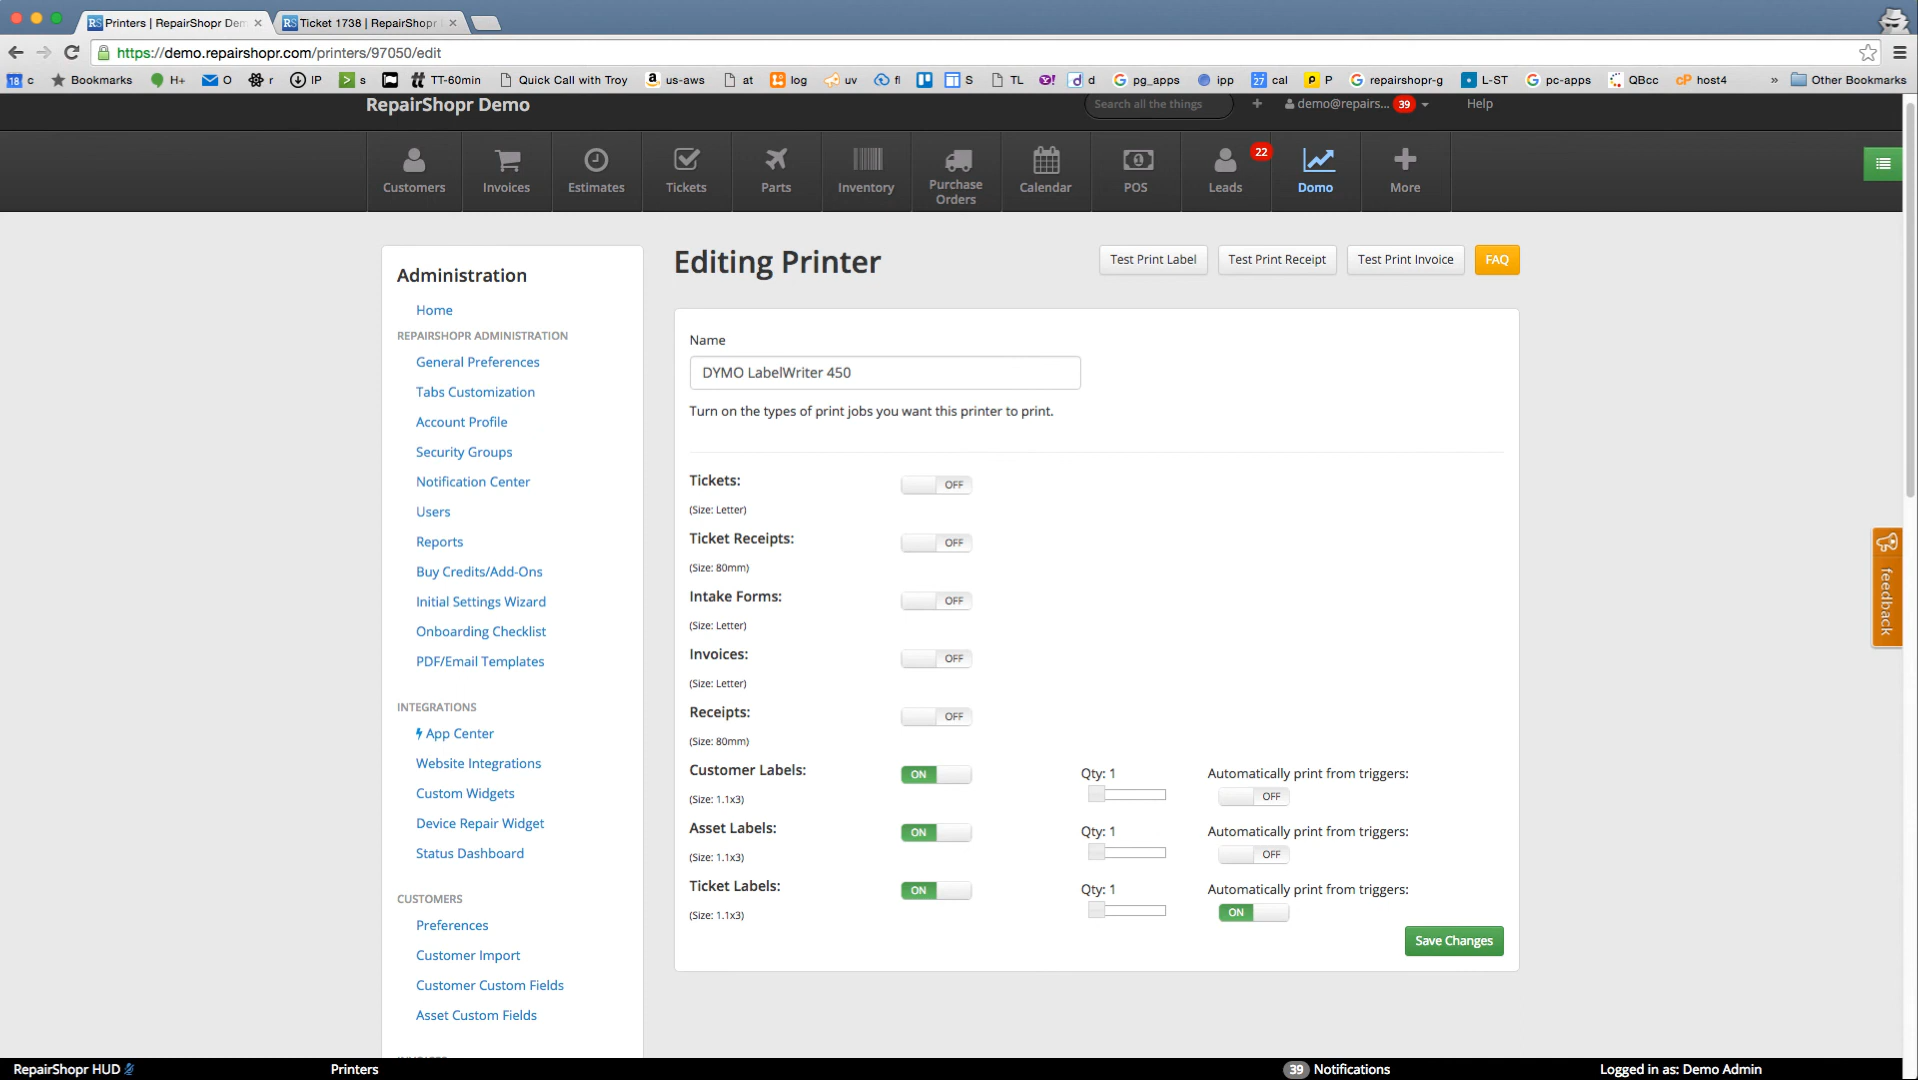 Printers | RepairShopr Dem
Ticket 1738 | RepairShopr
https://demo.repairshopr.com/printers/97050/edit
18 c Bookmarks H+ O r IP s TT-60min Quick Call with Troy us-aws at log uv fl S TL d pg_apps ipp 27 cal P repairshopr-g L-ST pc-apps QBcc host4 » Other Bookmarks
RepairShopr Demo
Search all the things
demo@repairs... 39
Help
Customers
Invoices
Estimates
Tickets
Parts
Inventory
Purchase
Orders
Calendar
POS
Leads
22
Domo
More
Administration
Home
REPAIRSHOPR ADMINISTRATION
General Preferences
Tabs Customization
Account Profile
Security Groups
Notification Center
Users
Reports
Buy Credits/Add-Ons
Initial Settings Wizard
Onboarding Checklist
PDF/Email Templates
INTEGRATIONS
App Center
Website Integrations
Custom Widgets
Device Repair Widget
Status Dashboard
CUSTOMERS
Preferences
Customer Import
Customer Custom Fields
Asset Custom Fields
Editing Printer
Test Print Label
Test Print Receipt
Test Print Invoice
FAQ
Name
DYMO LabelWriter 450
Turn on the types of print jobs you want this printer to print.
Tickets:
OFF
(Size: Letter)
Ticket Receipts:
OFF
(Size: 80mm)
Intake Forms:
OFF
(Size: Letter)
Invoices:
OFF
(Size: Letter)
Receipts:
OFF
(Size: 80mm)
Customer Labels:
ON
Qty: 1
Automatically print from triggers:
OFF
(Size: 1.1x3)
Asset Labels:
ON
Qty: 1
Automatically print from triggers:
OFF
(Size: 1.1x3)
Ticket Labels:
ON
Qty: 1
Automatically print from triggers:
ON
(Size: 1.1x3)
Save Changes
feedback
RepairShopr HUD
Printers
39 Notifications
Logged in as: Demo Admin